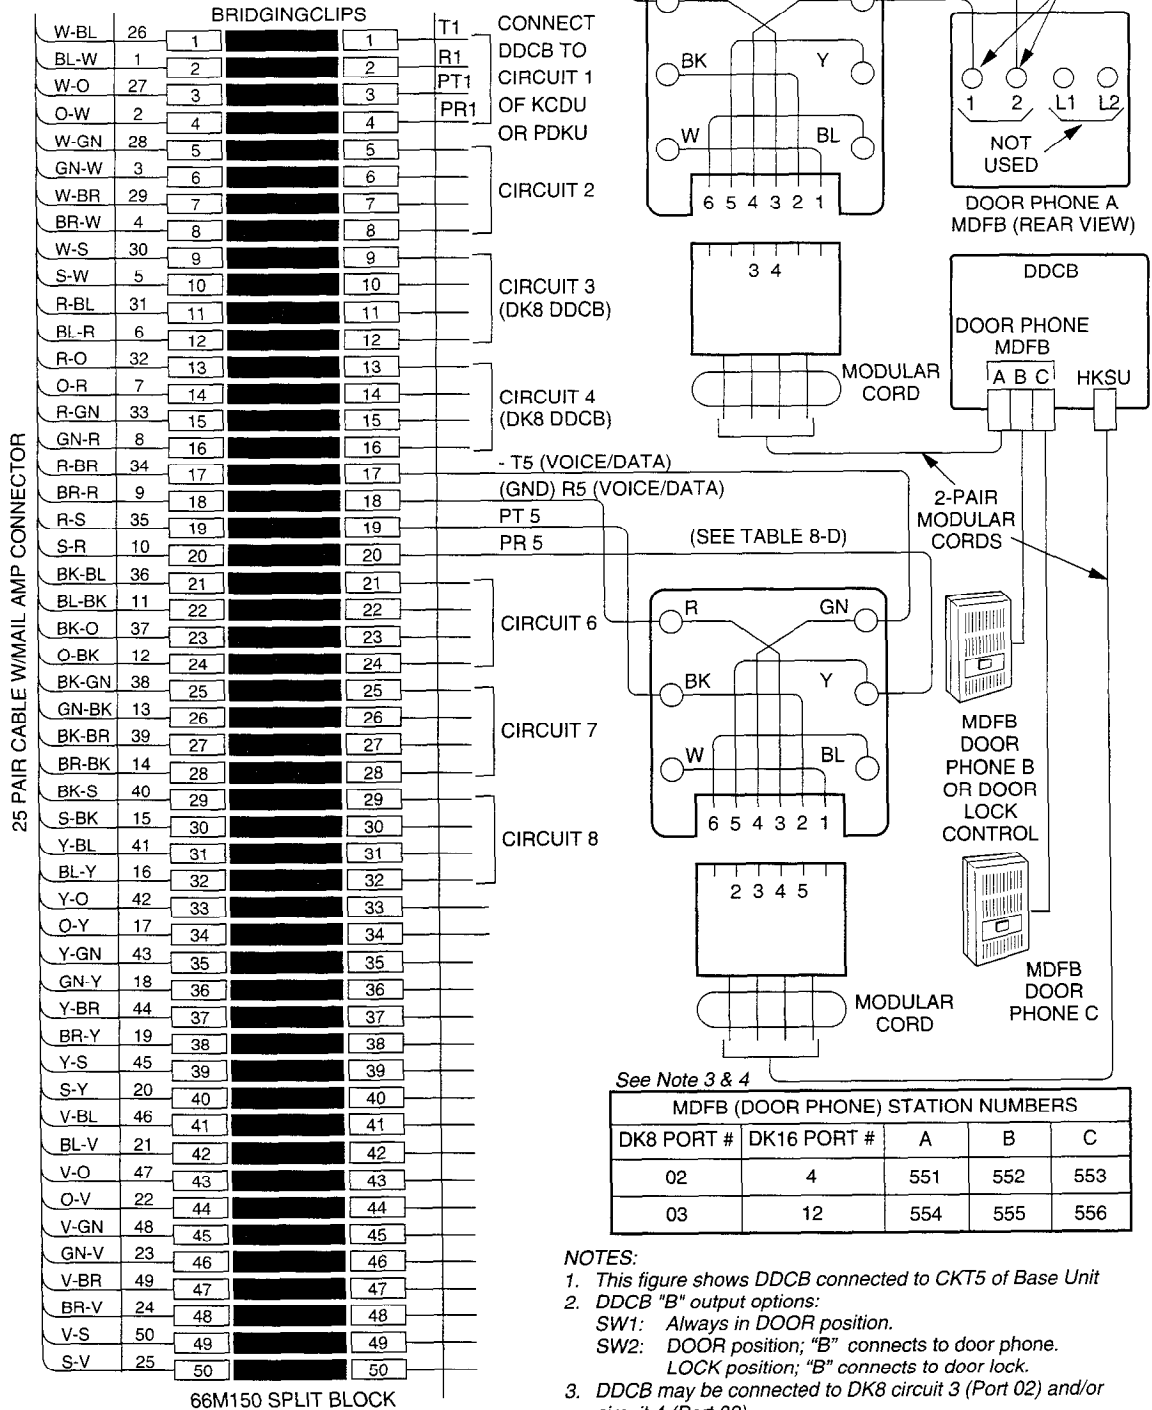 BRIDGINGCLIPS
25 PAIR CABLE W/MAIL AMP CONNECTOR
W-BL 26 1 1 T1
BL-W 1 2 2 R1
W-O 27 3 3 PT1
O-W 2 4 4 PR1
W-GN 28 5 5
GN-W 3 6 6
W-BR 29 7 7
BR-W 4 8 8
W-S 30 9 9
S-W 5 10 10
R-BL 31 11 11
BL-R 6 12 12
R-O 32 13 13
O-R 7 14 14
R-GN 33 15 15
GN-R 8 16 16
R-BR 34 17 17
BR-R 9 18 18
R-S 35 19 19
S-R 10 20 20
BK-BL 36 21 21
BL-BK 11 22 22
BK-O 37 23 23
O-BK 12 24 24
BK-GN 38 25 25
GN-BK 13 26 26
BK-BR 39 27 27
BR-BK 14 28 28
BK-S 40 29 29
S-BK 15 30 30
Y-BL 41 31 31
BL-Y 16 32 32
Y-O 42 33 33
O-Y 17 34 34
Y-GN 43 35 35
GN-Y 18 36 36
Y-BR 44 37 37
BR-Y 19 38 38
Y-S 45 39 39
S-Y 20 40 40
V-BL 46 41 41
BL-V 21 42 42
V-O 47 43 43
O-V 22 44 44
V-GN 48 45 45
GN-V 23 46 46
V-BR 49 47 47
BR-V 24 48 48
V-S 50 49 49
S-V 25 50 50
66M150 SPLIT BLOCK
CONNECT
DDCB TO
CIRCUIT 1
OF KCDU
OR PDKU
CIRCUIT 2
CIRCUIT 3
(DK8 DDCB)
CIRCUIT 4
(DK8 DDCB)
- T5 (VOICE/DATA)
(GND) R5 (VOICE/DATA)
PT 5
PR 5
(SEE TABLE 8-D)
CIRCUIT 6
CIRCUIT 7
CIRCUIT 8
BK Y
W BL
6 5 4 3 2 1
3 4
MODULAR
CORD
1 2 L1 L2
NOT
USED
DOOR PHONE A
MDFB (REAR VIEW)
DDCB
DOOR PHONE
MDFB
A B C HKSU
2-PAIR
MODULAR
CORDS
R GN
BK Y
W BL
6 5 4 3 2 1
2 3 4 5
MODULAR
CORD
MDFB
DOOR
PHONE B
OR DOOR
LOCK
CONTROL
MDFB
DOOR
PHONE C
See Note 3 & 4
MDFB (DOOR PHONE) STATION NUMBERS
DK8 PORT # DK16 PORT # A B C
02 4 551 552 553
03 12 554 555 556
NOTES:
1. This figure shows DDCB connected to CKT5 of Base Unit
2. DDCB "B" output options:
SW1: Always in DOOR position.
SW2: DOOR position; "B" connects to door phone.
LOCK position; "B" connects to door lock.
3. DDCB may be connected to DK8 circuit 3 (Port 02) and/or